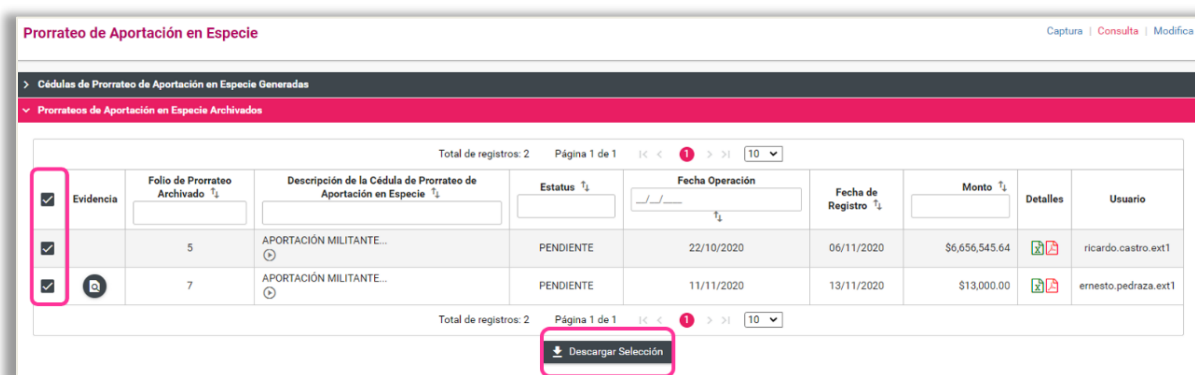 Prorrateo de Aportación en Especie
Captura | Consulta | Modifica
Cédulas de Prorrateo de Aportación en Especie Generadas
Prorrateos de Aportación en Especie Archivados
Total de registros: 2 Página 1 de 1 |< < 1 > >| 10
Evidencia Folio de Prorrateo Archivado Descripción de la Cédula de Prorrateo de Aportación en Especie Estatus Fecha Operación __/__/____ Fecha de Registro Monto Detalles Usuario
5 APORTACIÓN MILITANTE... PENDIENTE 22/10/2020 06/11/2020 $6,656,545.64 ricardo.castro.ext1
7 APORTACIÓN MILITANTE... PENDIENTE 11/11/2020 13/11/2020 $13,000.00 ernesto.pedraza.ext1
Total de registros: 2 Página 1 de 1 |< < 1 > >| 10
Descargar Selección